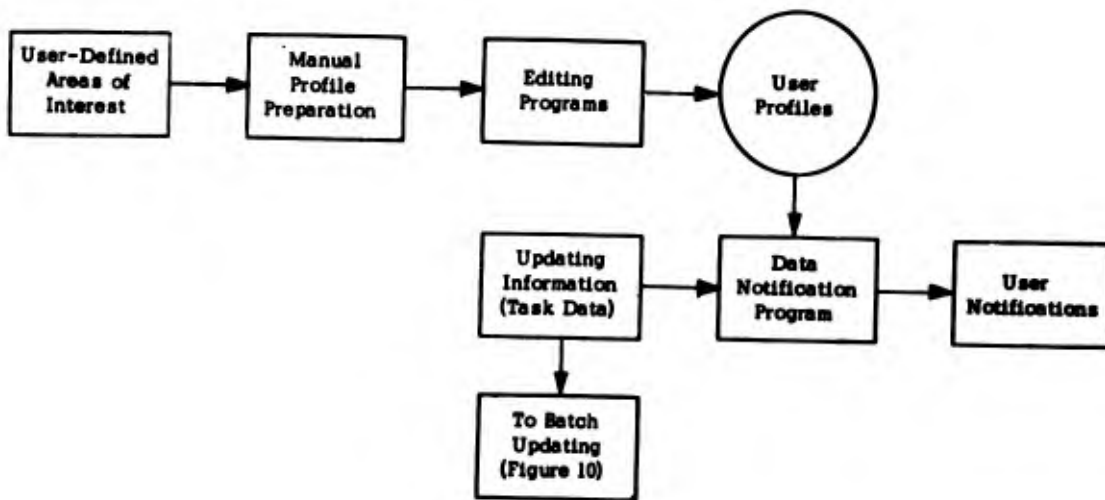 User-Defined
Areas of
Interest
Manual
Profile
Preparation
Editing
Programs
User
Profiles
Updating
Information
(Task Data)
Data
Notification
Program
User
Notifications
To Batch
Updating
(Figure 10)